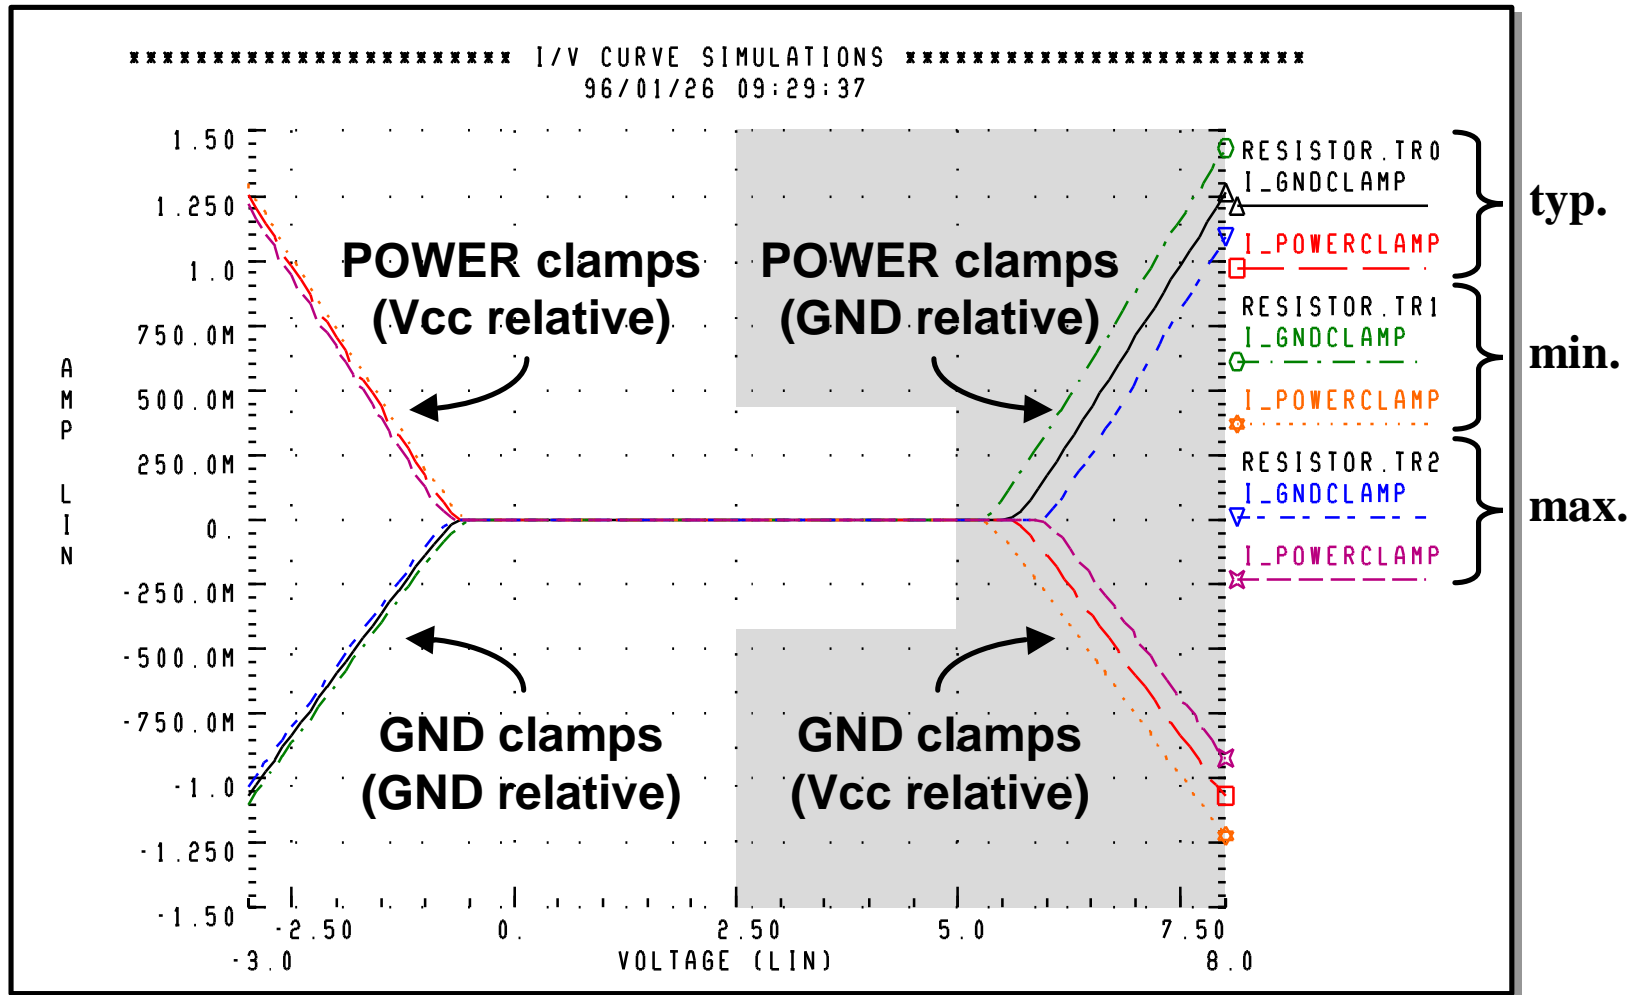 *********************** I/V CURVE SIMULATIONS ************************
96/01/26 09:29:37
1.50
1.250
1.0
750.0M
500.0M
250.0M
0.
-250.0M
-500.0M
-750.0M
-1.0
-1.250
-1.50
AMP LIN
-3.0
-2.50
0.
2.50
5.0
7.50
8.0
VOLTAGE (LIN)
POWER clamps
(Vcc relative)
POWER clamps
(GND relative)
GND clamps
(GND relative)
GND clamps
(Vcc relative)
RESISTOR.TR0
I_GNDCLAMP
I_POWERCLAMP
typ.
RESISTOR.TR1
I_GNDCLAMP
I_POWERCLAMP
min.
RESISTOR.TR2
I_GNDCLAMP
I_POWERCLAMP
max.